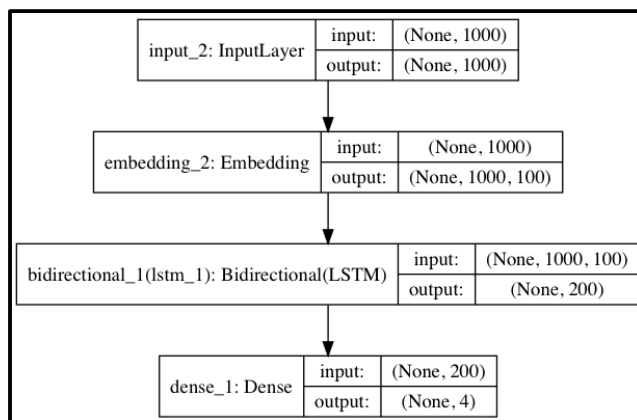 input_2: InputLayer
input: (None, 1000)
output: (None, 1000)
embedding_2: Embedding
input: (None, 1000)
output: (None, 1000, 100)
bidirectional_1(lstm_1): Bidirectional(LSTM)
input: (None, 1000, 100)
output: (None, 200)
dense_1: Dense
input: (None, 200)
output: (None, 4)